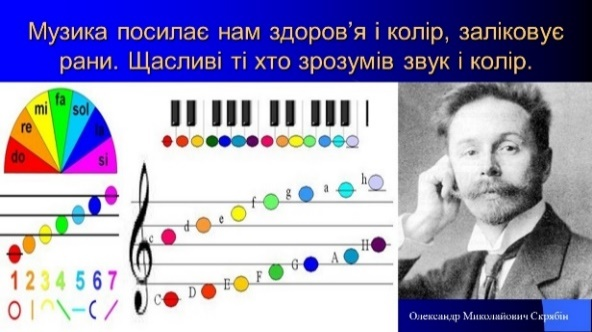 Музика посилає нам здоров’я і колір, заліковує
рани. Щасливі ті хто зрозумів звук і колір.
do re mi fa sol la si
1 2 3 4 5 6 7
c d e f g a h
C D E F G A H
Олександр Миколайович Скрябін